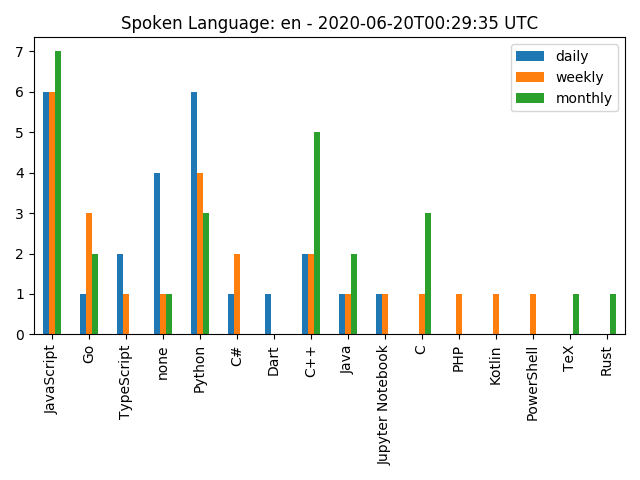 Spoken Language: en - 2020-06-20T00:29:35 UTC
daily
weekly
monthly
7
6
5
4
3
2
1
0
JavaScript
Go
TypeScript
none
Python
C#
Dart
C++
Java
Jupyter Notebook
C
PHP
Kotlin
PowerShell
TeX
Rust